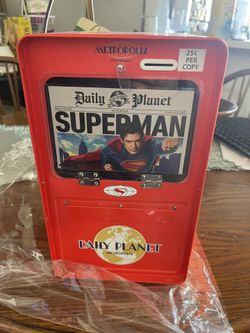 METROPOLIS
25¢
PER
COPY
Daily Planet
SUPERMAN
DAILY PLANET
METROPOLIS